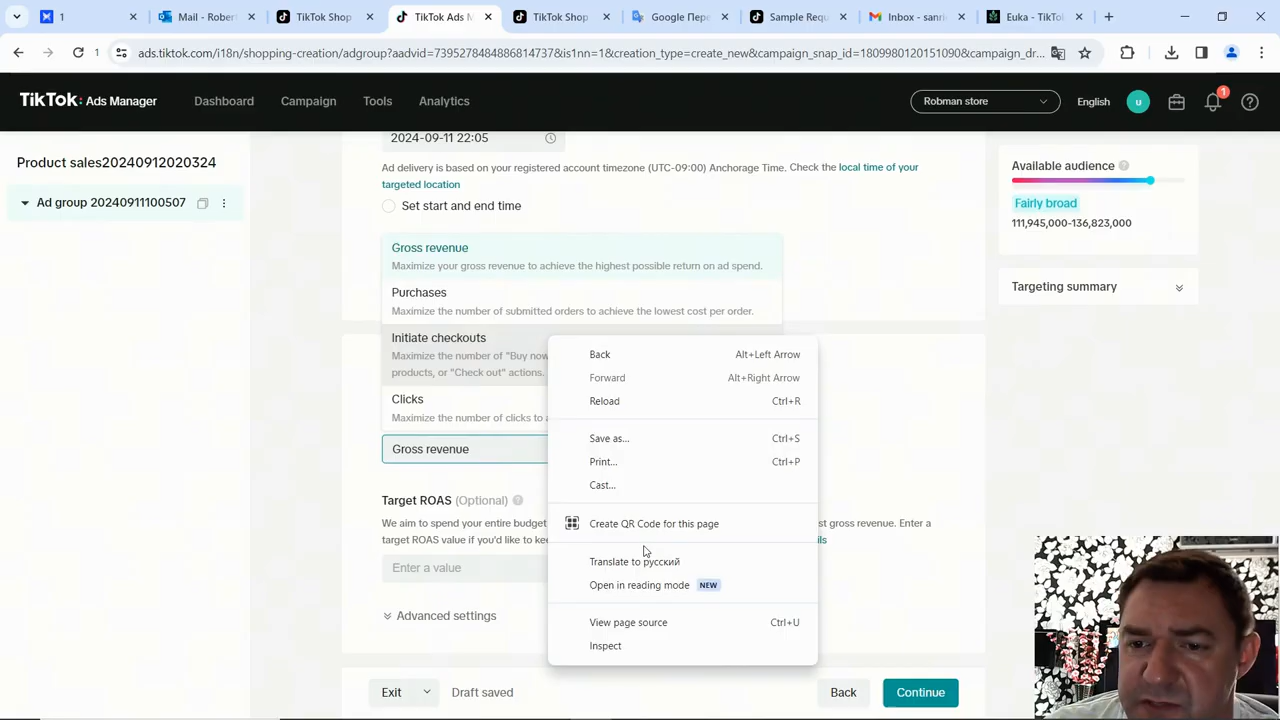 1
Mail - Rober
TikTok Shop
TikTok Ads M
TikTok Shop
Google Пере
Sample Requ
Inbox - sanri
Euka - TikTo
1
ads.tiktok.com/i18n/shopping-creation/adgroup?aadvid=7395278484886814737&is1nn=1&creation_type=create_new&campaign_snap_id=1809980120151090&campaign_dr...
TikTok: Ads Manager
Dashboard
Campaign
Tools
Analytics
Robman store
English
U
1
Product sales20240912020324
Ad group 20240911100507
2024-09-11 22:05
Ad delivery is based on your registered account timezone (UTC-09:00) Anchorage Time. Check the local time of your
targeted location
Set start and end time
Gross revenue
Maximize your gross revenue to achieve the highest possible return on ad spend.
Purchases
Maximize the number of submitted orders to achieve the lowest cost per order.
Initiate checkouts
Maximize the number of "Buy now
products, or "Check out" actions.
Clicks
Maximize the number of clicks to
Gross revenue
Target ROAS (Optional)
We aim to spend your entire budget
st gross revenue. Enter a
ROAS value if you'd like to ke
ils
Enter a value
Advanced settings
Exit
Draft saved
Back
Continue
Available audience
Fairly broad
111,945,000-136,823,000
Targeting summary
Back Alt+Left Arrow
Forward Alt+Right Arrow
Reload Ctrl+R
Save as... Ctrl+S
Print... Ctrl+P
Cast...
Create QR Code for this page
Translate to русский
Open in reading mode NEW
View page source Ctrl+U
Inspect